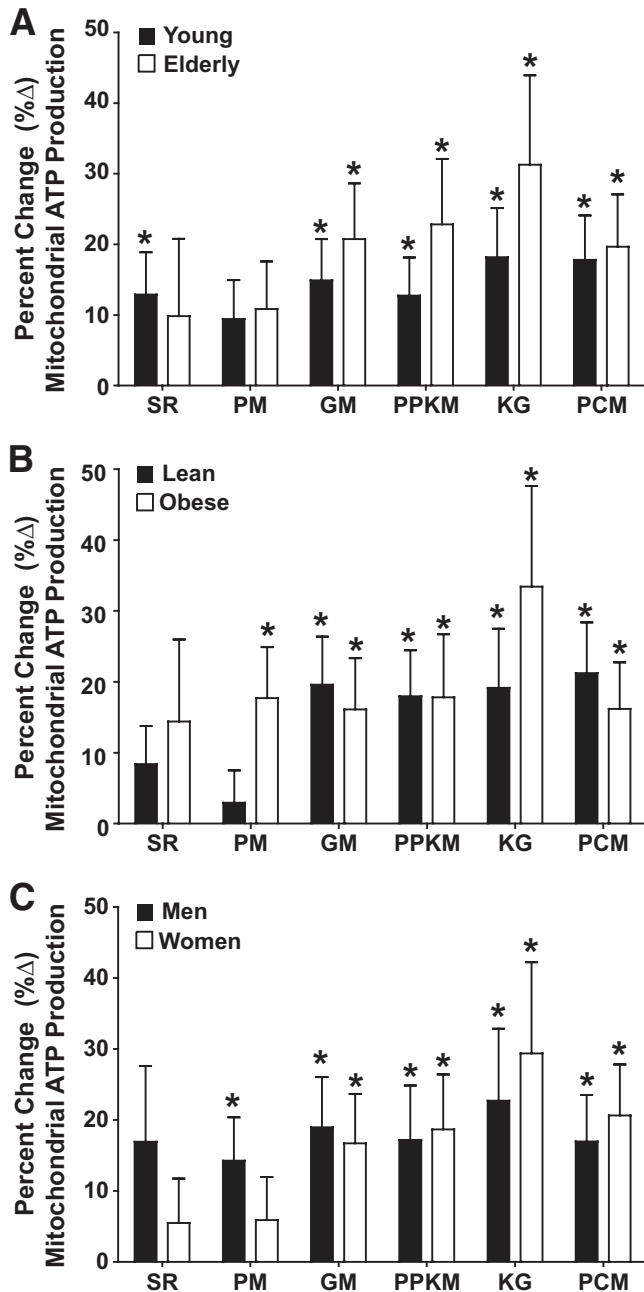 A
Percent Change (%Δ)
Mitochondrial ATP Production
50
40
30
20
10
0
Young
Elderly
* * * * * * * * *
SR PM GM PPKM KG PCM
B
Percent Change (%Δ)
Mitochondrial ATP Production
50
40
30
20
10
0
Lean
Obese
* * * * * * * * *
SR PM GM PPKM KG PCM
C
Percent Change (%Δ)
Mitochondrial ATP Production
50
40
30
20
10
0
Men
Women
* * * * * * * * *
SR PM GM PPKM KG PCM